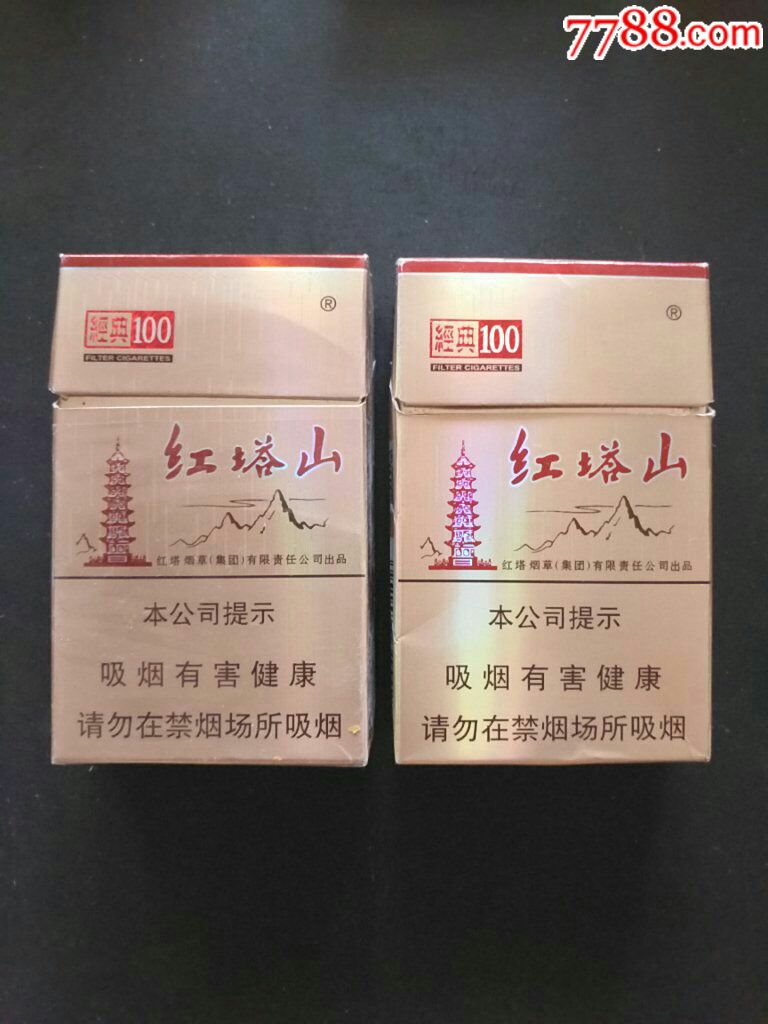 7788.com
經典100
FILTER CIGARETTES
®
红塔山
红塔烟草(集团)有限责任公司出品
本公司提示
吸烟有害健康
请勿在禁烟场所吸烟
經典100
FILTER CIGARETTES
®
红塔山
红塔烟草(集团)有限责任公司出品
本公司提示
吸烟有害健康
请勿在禁烟场所吸烟